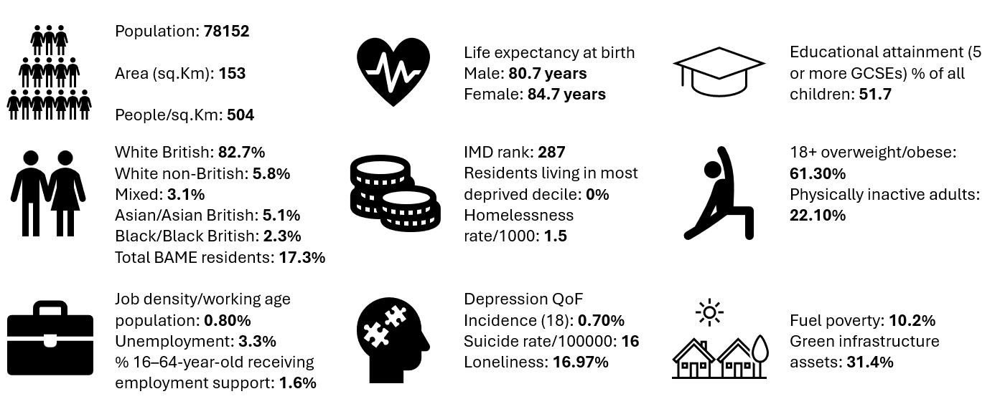 Population: 78152
Area (sq.Km): 153
People/sq.Km: 504
Life expectancy at birth
Male: 80.7 years
Female: 84.7 years
Educational attainment (5
or more GCSEs) % of all
children: 51.7
White British: 82.7%
White non-British: 5.8%
Mixed: 3.1%
Asian/Asian British: 5.1%
Black/Black British: 2.3%
Total BAME residents: 17.3%
IMD rank: 287
Residents living in most
deprived decile: 0%
Homelessness
rate/1000: 1.5
18+ overweight/obese:
61.30%
Physically inactive adults:
22.10%
Job density/working age
population: 0.80%
Unemployment: 3.3%
% 16–64-year-old receiving
employment support: 1.6%
Depression QoF
Incidence (18): 0.70%
Suicide rate/100000: 16
Loneliness: 16.97%
Fuel poverty: 10.2%
Green infrastructure
assets: 31.4%